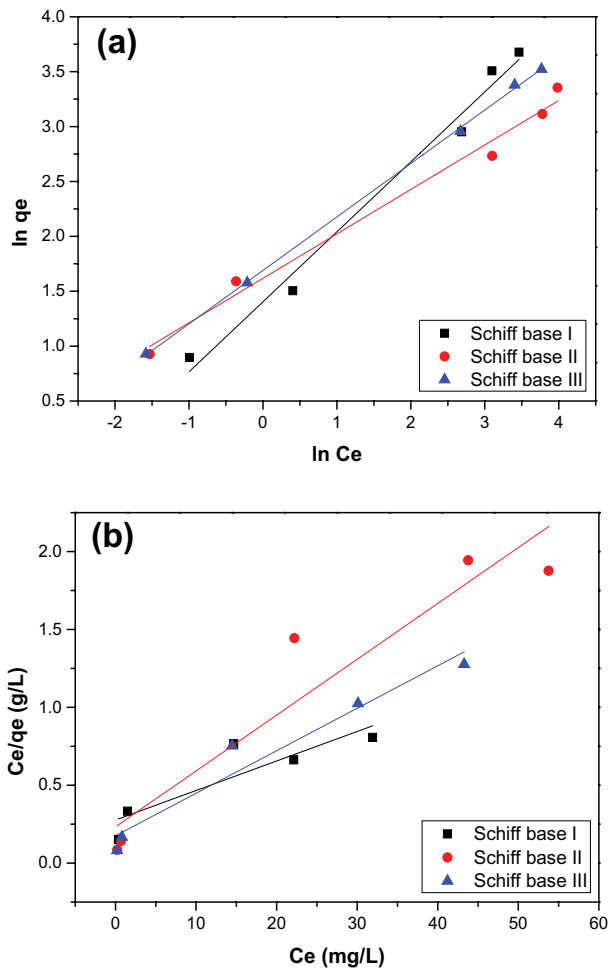 (a)
4.0
3.5
3.0
2.5
2.0
1.5
1.0
0.5
ln qe
Schiff base I
Schiff base II
Schiff base III
-2 -1 0 1 2 3 4
ln Ce
(b)
2.0
1.5
1.0
0.5
0.0
Ce/qe (g/L)
Schiff base I
Schiff base II
Schiff base III
0 10 20 30 40 50 60
Ce (mg/L)